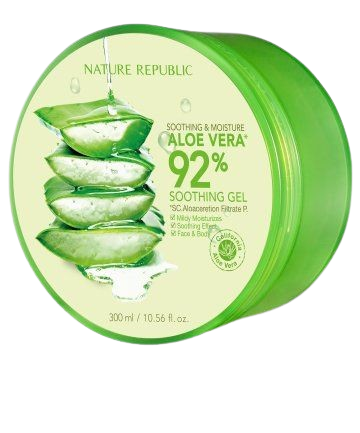 NATURE REPUBLIC
SOOTHING & MOISTURE
ALOE VERA+
92%
SOOTHING GEL
*SC.Aloaceretion Filtrate P.
Mildly Moisturizes
Soothing Effect
Face & Body
California
Aloe Vera
300 ml / 10.56 fl. oz.